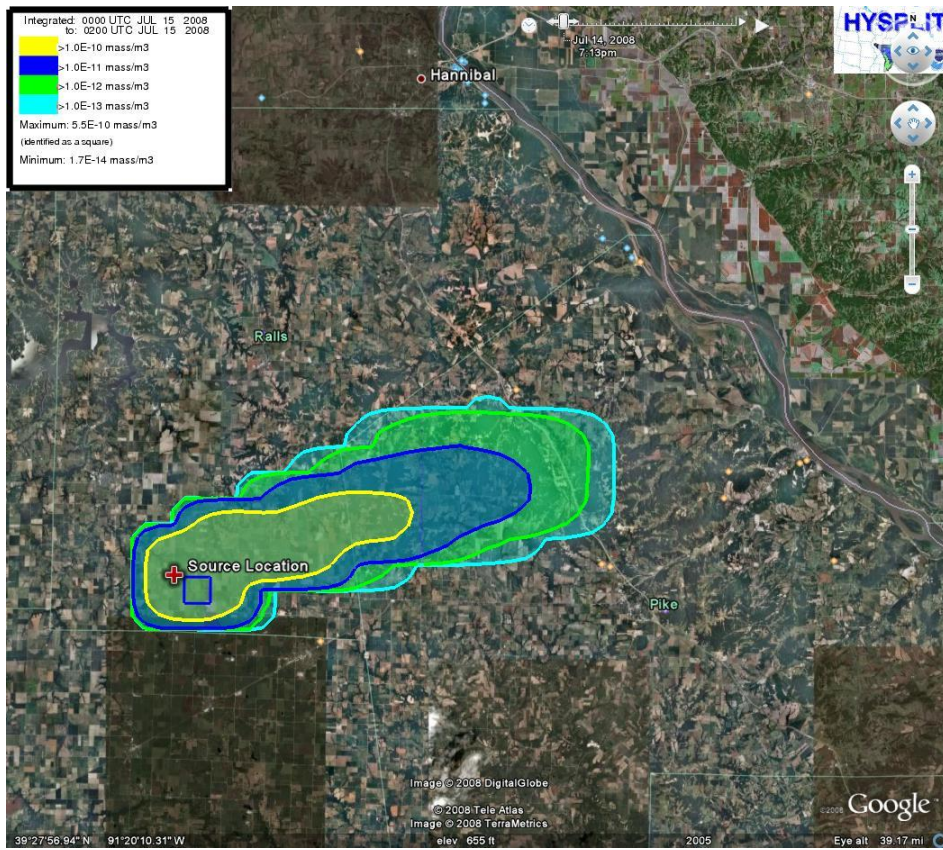 Integrated: 0000 UTC JUL 15 2008
to: 0200 UTC JUL 15 2008
>1.0E-10 mass/m3
>1.0E-11 mass/m3
>1.0E-12 mass/m3
>1.0E-13 mass/m3
Maximum: 5.5E-10 mass/m3
(identified as a square)
Minimum: 1.7E-14 mass/m3
Jul 14, 2008
7:13pm
HYSPLIT
N
Hannibal
Ralls
Source Location
Pike
Image © 2008 DigitalGlobe
© 2008 Tele Atlas
Image © 2008 TerraMetrics
©2008 Google
39°27'56.94" N 91°20'10.31" W
elev 655 ft
2005
Eye alt 39.17 mi